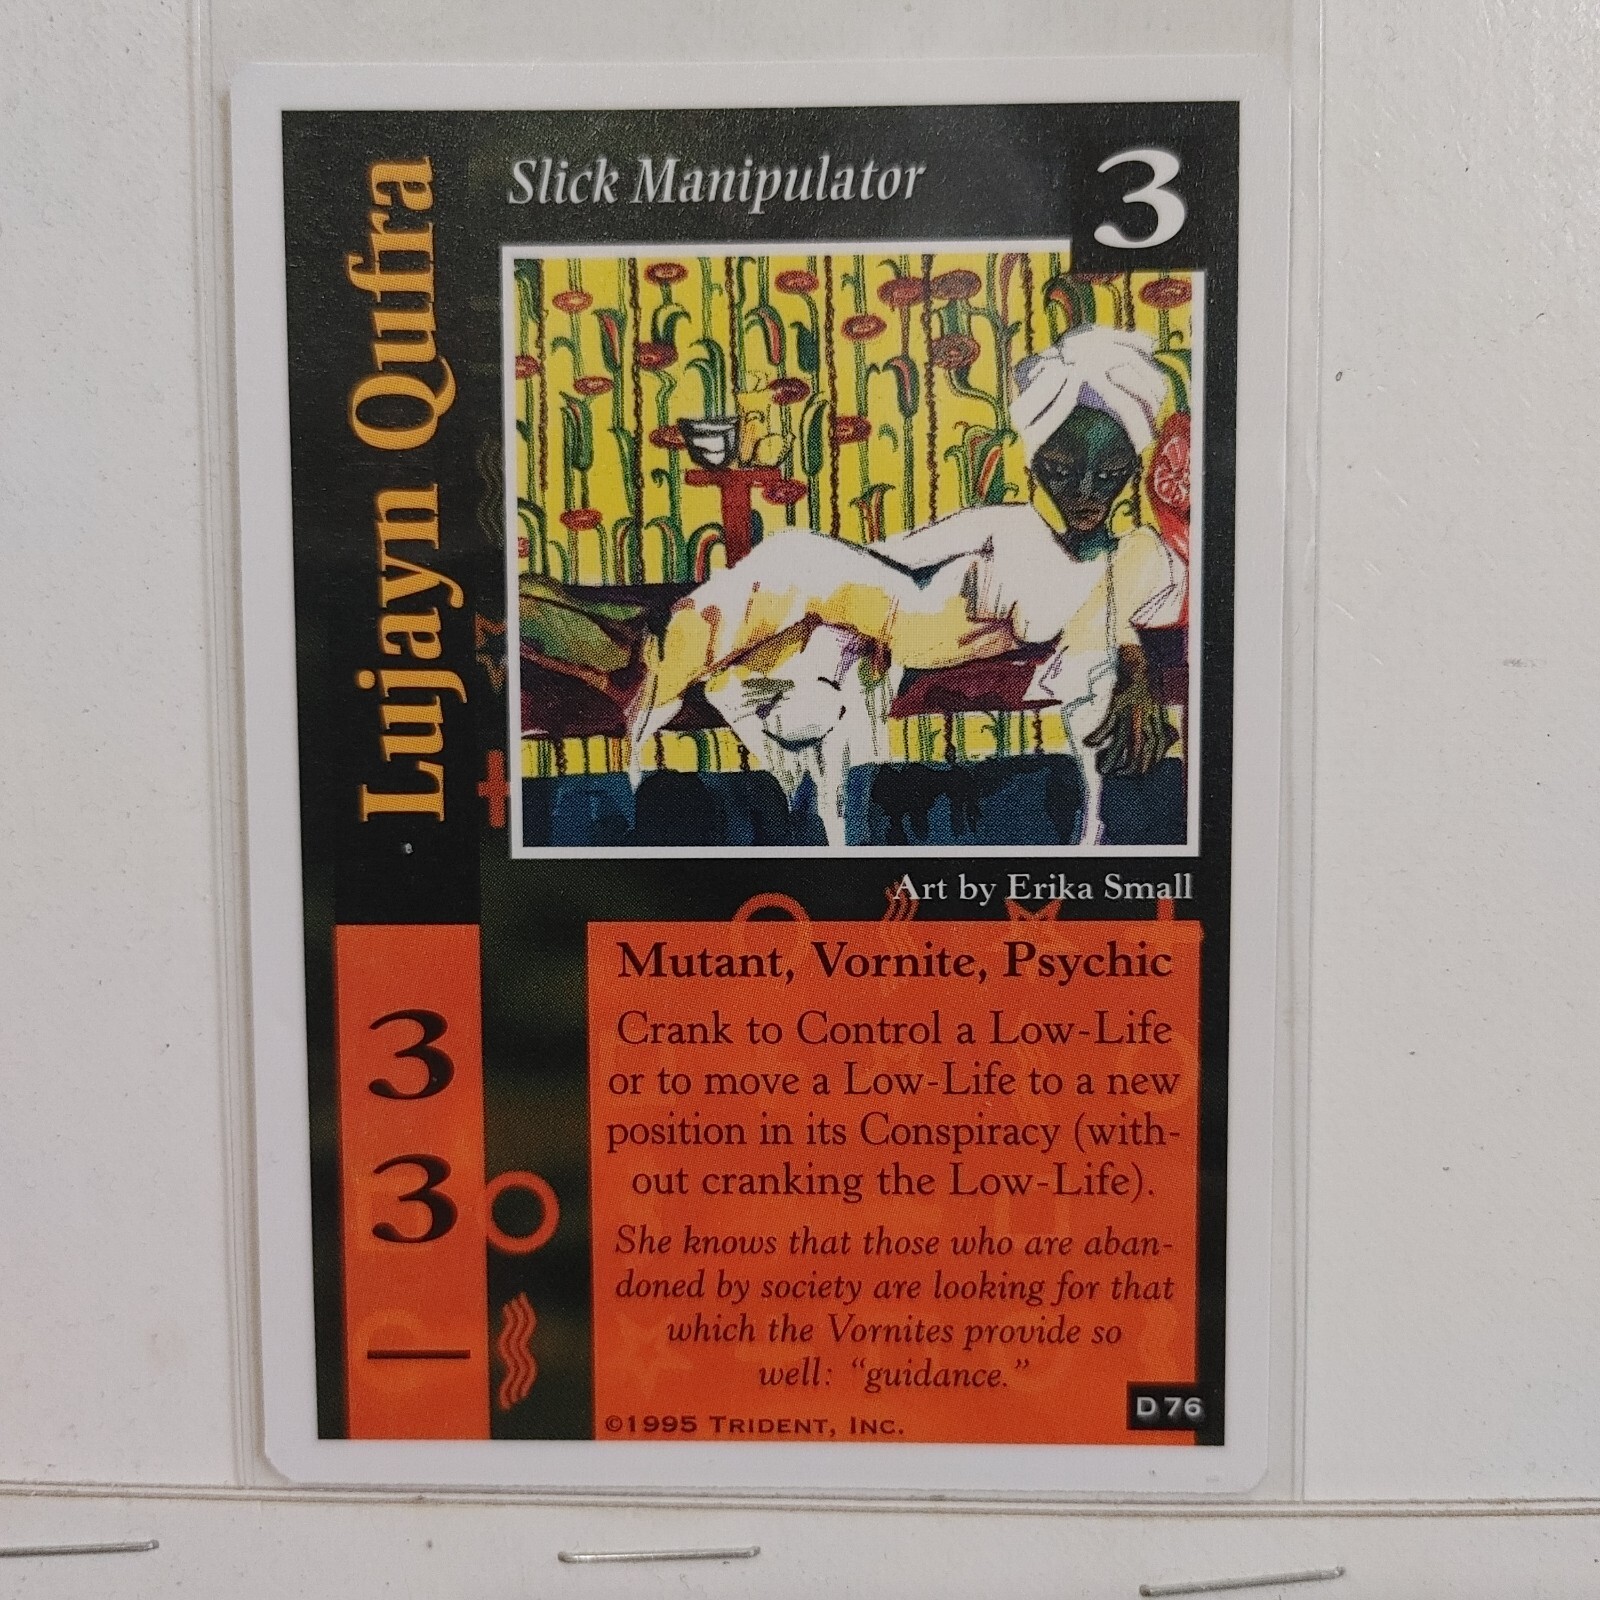 Lujayn Qufra
Slick Manipulator
3
Art by Erika Small
3
3
Mutant, Vornite, Psychic
Crank to Control a Low-Life
or to move a Low-Life to a new
position in its Conspiracy (with-
out cranking the Low-Life).
She knows that those who are aban-
doned by society are looking for that
which the Vornites provide so
well: “guidance.”
©1995 Trident, Inc.
D 76